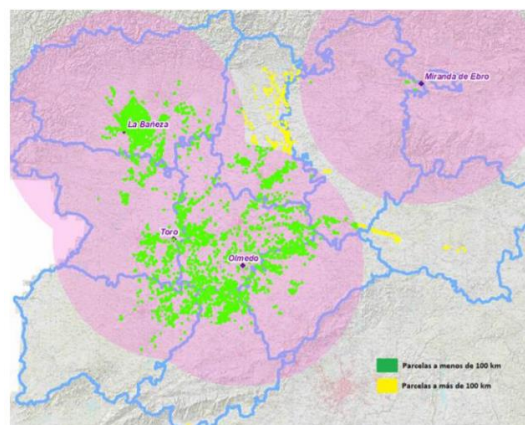 Miranda de Ebro
La Bañeza
Toro
Olmedo
Parcelas a menos de 100 km
Parcelas a más de 100 km